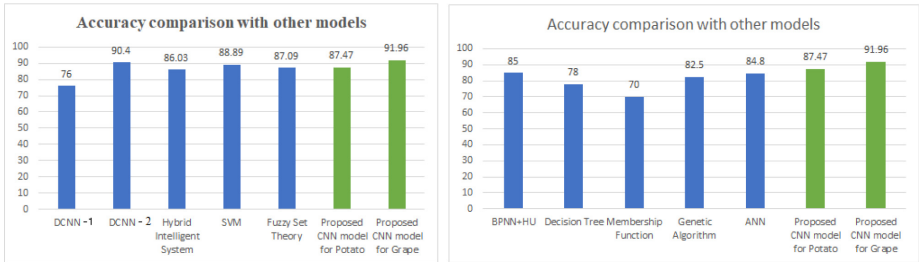 Accuracy comparison with other models
100
90
80
70
60
50
40
30
20
10
0
76
90.4
86.03
88.89
87.09
87.47
91.96
DCNN -1
DCNN - 2
Hybrid
Intelligent
System
SVM
Fuzzy Set
Theory
Proposed
CNN model
for Potato
Proposed
CNN model
for Grape
Accuracy comparison with other models
100
90
80
70
60
50
40
30
20
10
0
85
78
70
82.5
84.8
87.47
91.96
BPNN+HU
Decision Tree
Membership
Function
Genetic
Algorithm
ANN
Proposed
CNN model
for Potato
Proposed
CNN model
for Grape